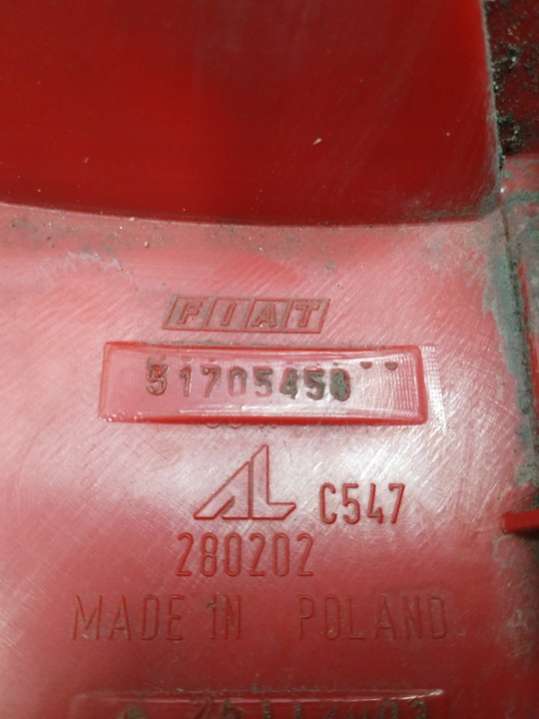 FIAT
51705458
AL C547
280202
MADE IN POLAND